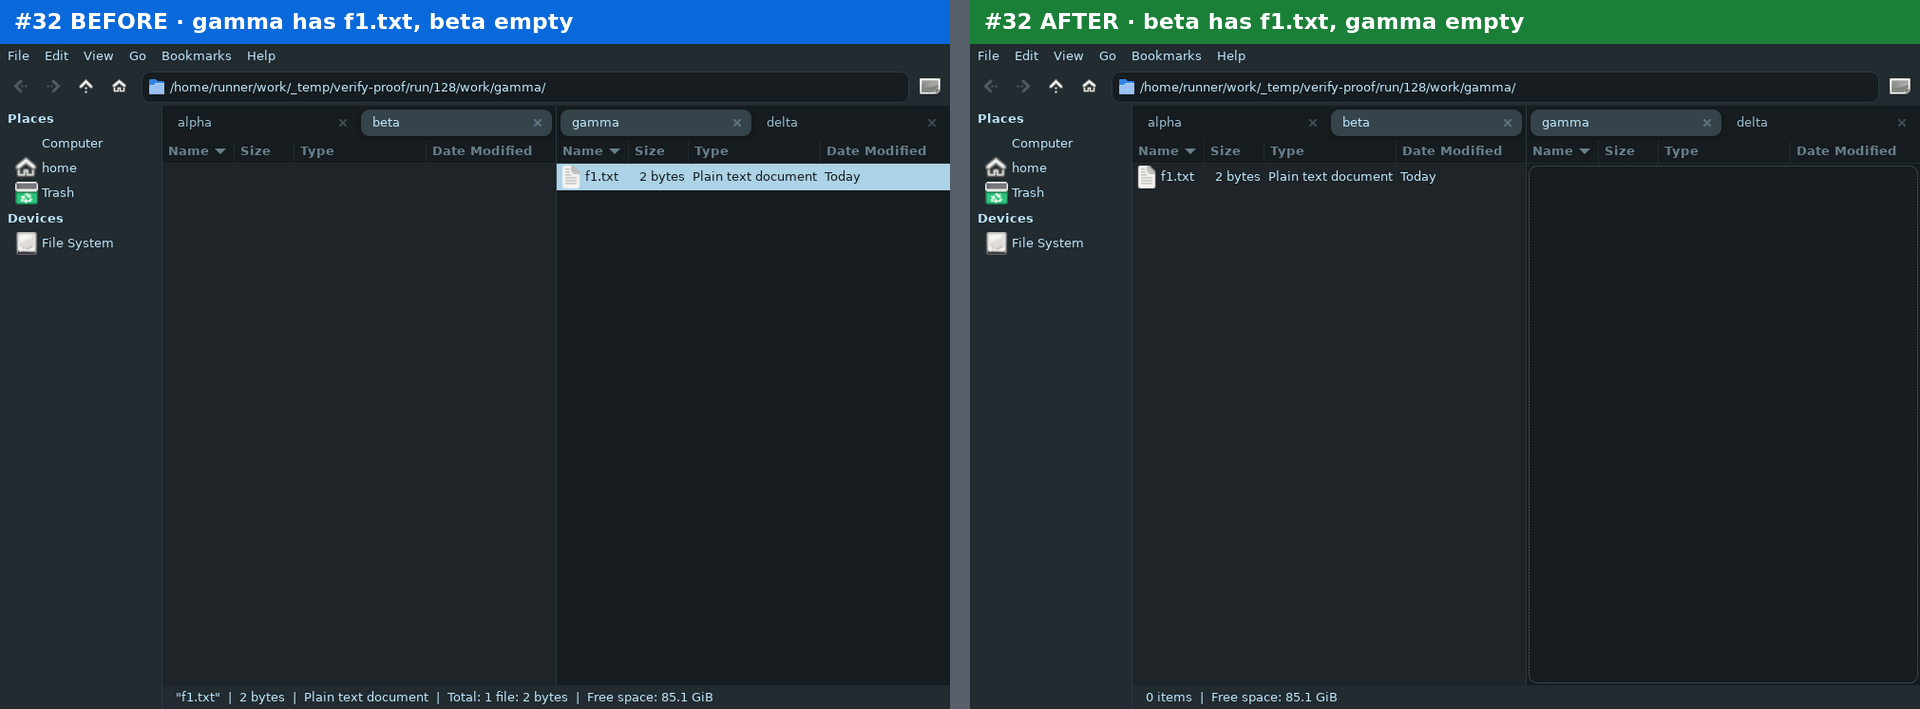 #32 BEFORE · gamma has f1.txt, beta empty
File Edit View Go Bookmarks Help
/home/runner/work/_temp/verify-proof/run/128/work/gamma/
Places
Computer
home
Trash
Devices
File System
alpha beta gamma delta
Name Size Type Date Modified Name Size Type Date Modified
f1.txt 2 bytes Plain text document Today
"f1.txt" | 2 bytes | Plain text document | Total: 1 file: 2 bytes | Free space: 85.1 GiB
#32 AFTER · beta has f1.txt, gamma empty
File Edit View Go Bookmarks Help
/home/runner/work/_temp/verify-proof/run/128/work/gamma/
Places
Computer
home
Trash
Devices
File System
alpha beta gamma delta
Name Size Type Date Modified Name Size Type Date Modified
f1.txt 2 bytes Plain text document Today
0 items | Free space: 85.1 GiB